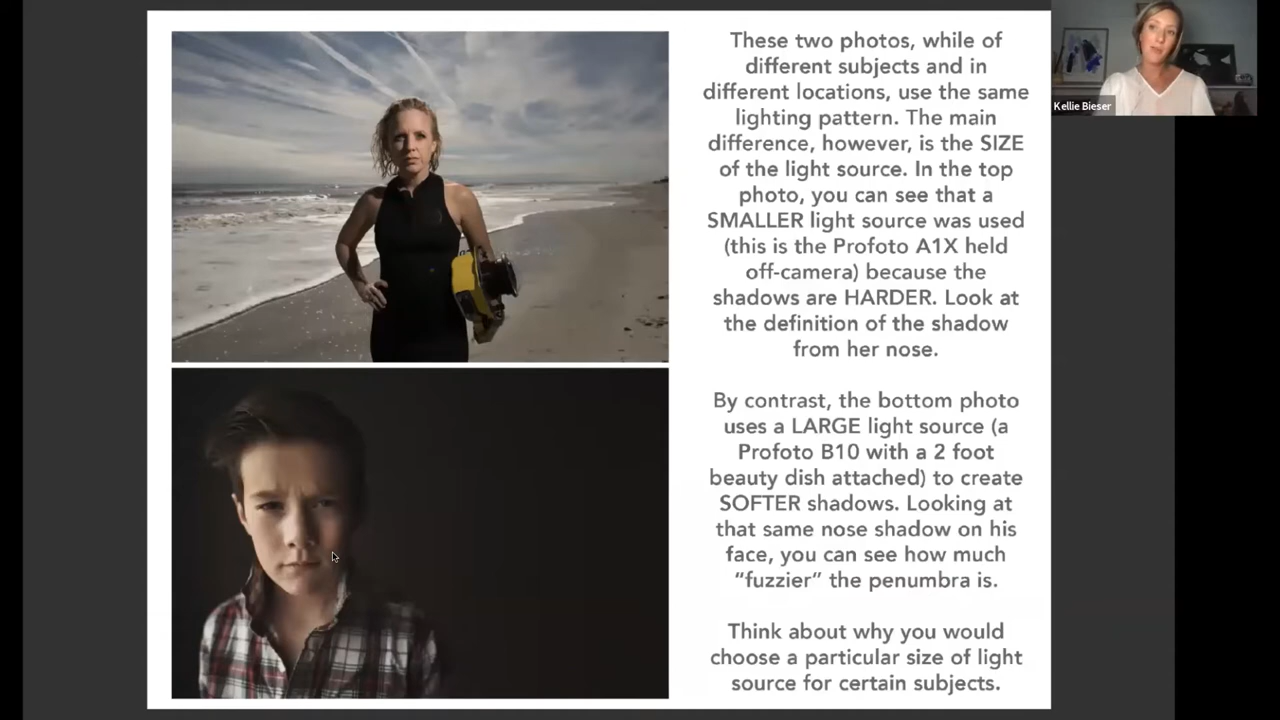 These two photos, while of
different subjects and in
different locations, use the same
lighting pattern. The main
difference, however, is the SIZE
of the light source. In the top
photo, you can see that a
SMALLER light source was used
(this is the Profoto A1X held
off-camera) because the
shadows are HARDER. Look at
the definition of the shadow
from her nose.
By contrast, the bottom photo
uses a LARGE light source (a
Profoto B10 with a 2 foot
beauty dish attached) to create
SOFTER shadows. Looking at
that same nose shadow on his
face, you can see how much
“fuzzier” the penumbra is.
Think about why you would
choose a particular size of light
source for certain subjects.
Kellie Bieser